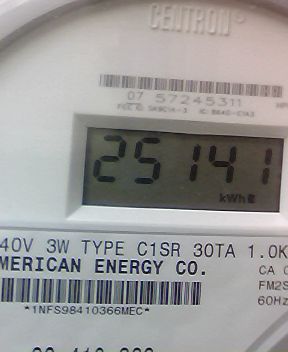 CENTRON®
07 57245311
25141
kWh
40V 3W TYPE C1SR 30TA 1.0K
MERICAN ENERGY CO.
CA 0
FM2S
60Hz
*1NFS98410366MEC*